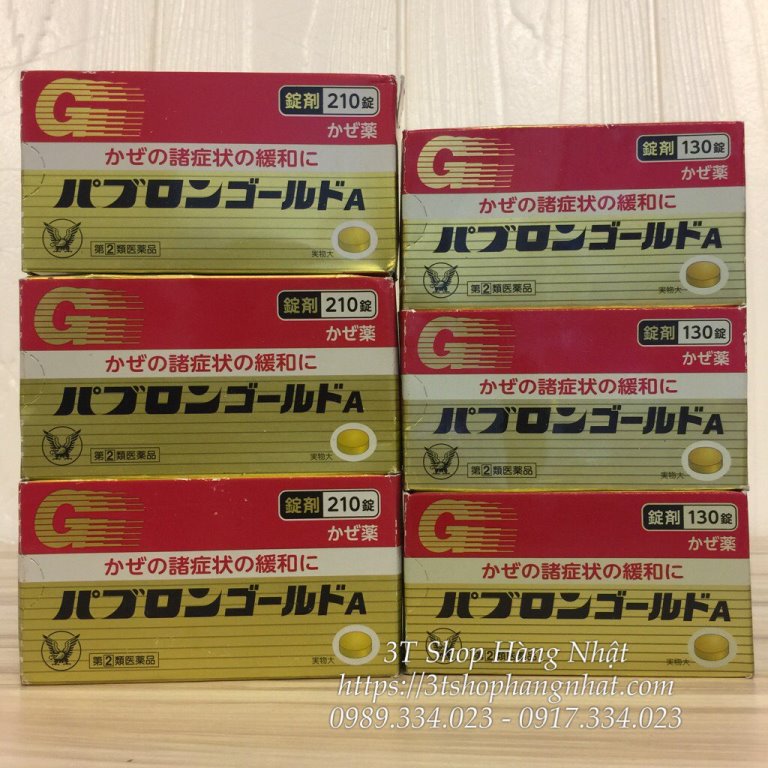 G
錠剤 210錠
かぜ薬
かぜの諸症状の緩和に
パブロンゴールドA
第②類医薬品
実物大
G
錠剤 210錠
かぜ薬
かぜの諸症状の緩和に
パブロンゴールドA
第②類医薬品
実物大
G
錠剤 210錠
かぜ薬
かぜの諸症状の緩和に
パブロンゴールドA
第②類医薬品
実物大
G
錠剤 130錠
かぜ薬
かぜの諸症状の緩和に
パブロンゴールドA
第②類医薬品
実物大
G
錠剤 130錠
かぜ薬
かぜの諸症状の緩和に
パブロンゴールドA
第②類医薬品
実物大
G
錠剤 130錠
かぜ薬
かぜの諸症状の緩和に
パブロンゴールドA
第②類医薬品
実物大
3T Shop Hàng Nhật
https://3tshophangnhat.com
0989.334.023 - 0917.334.023